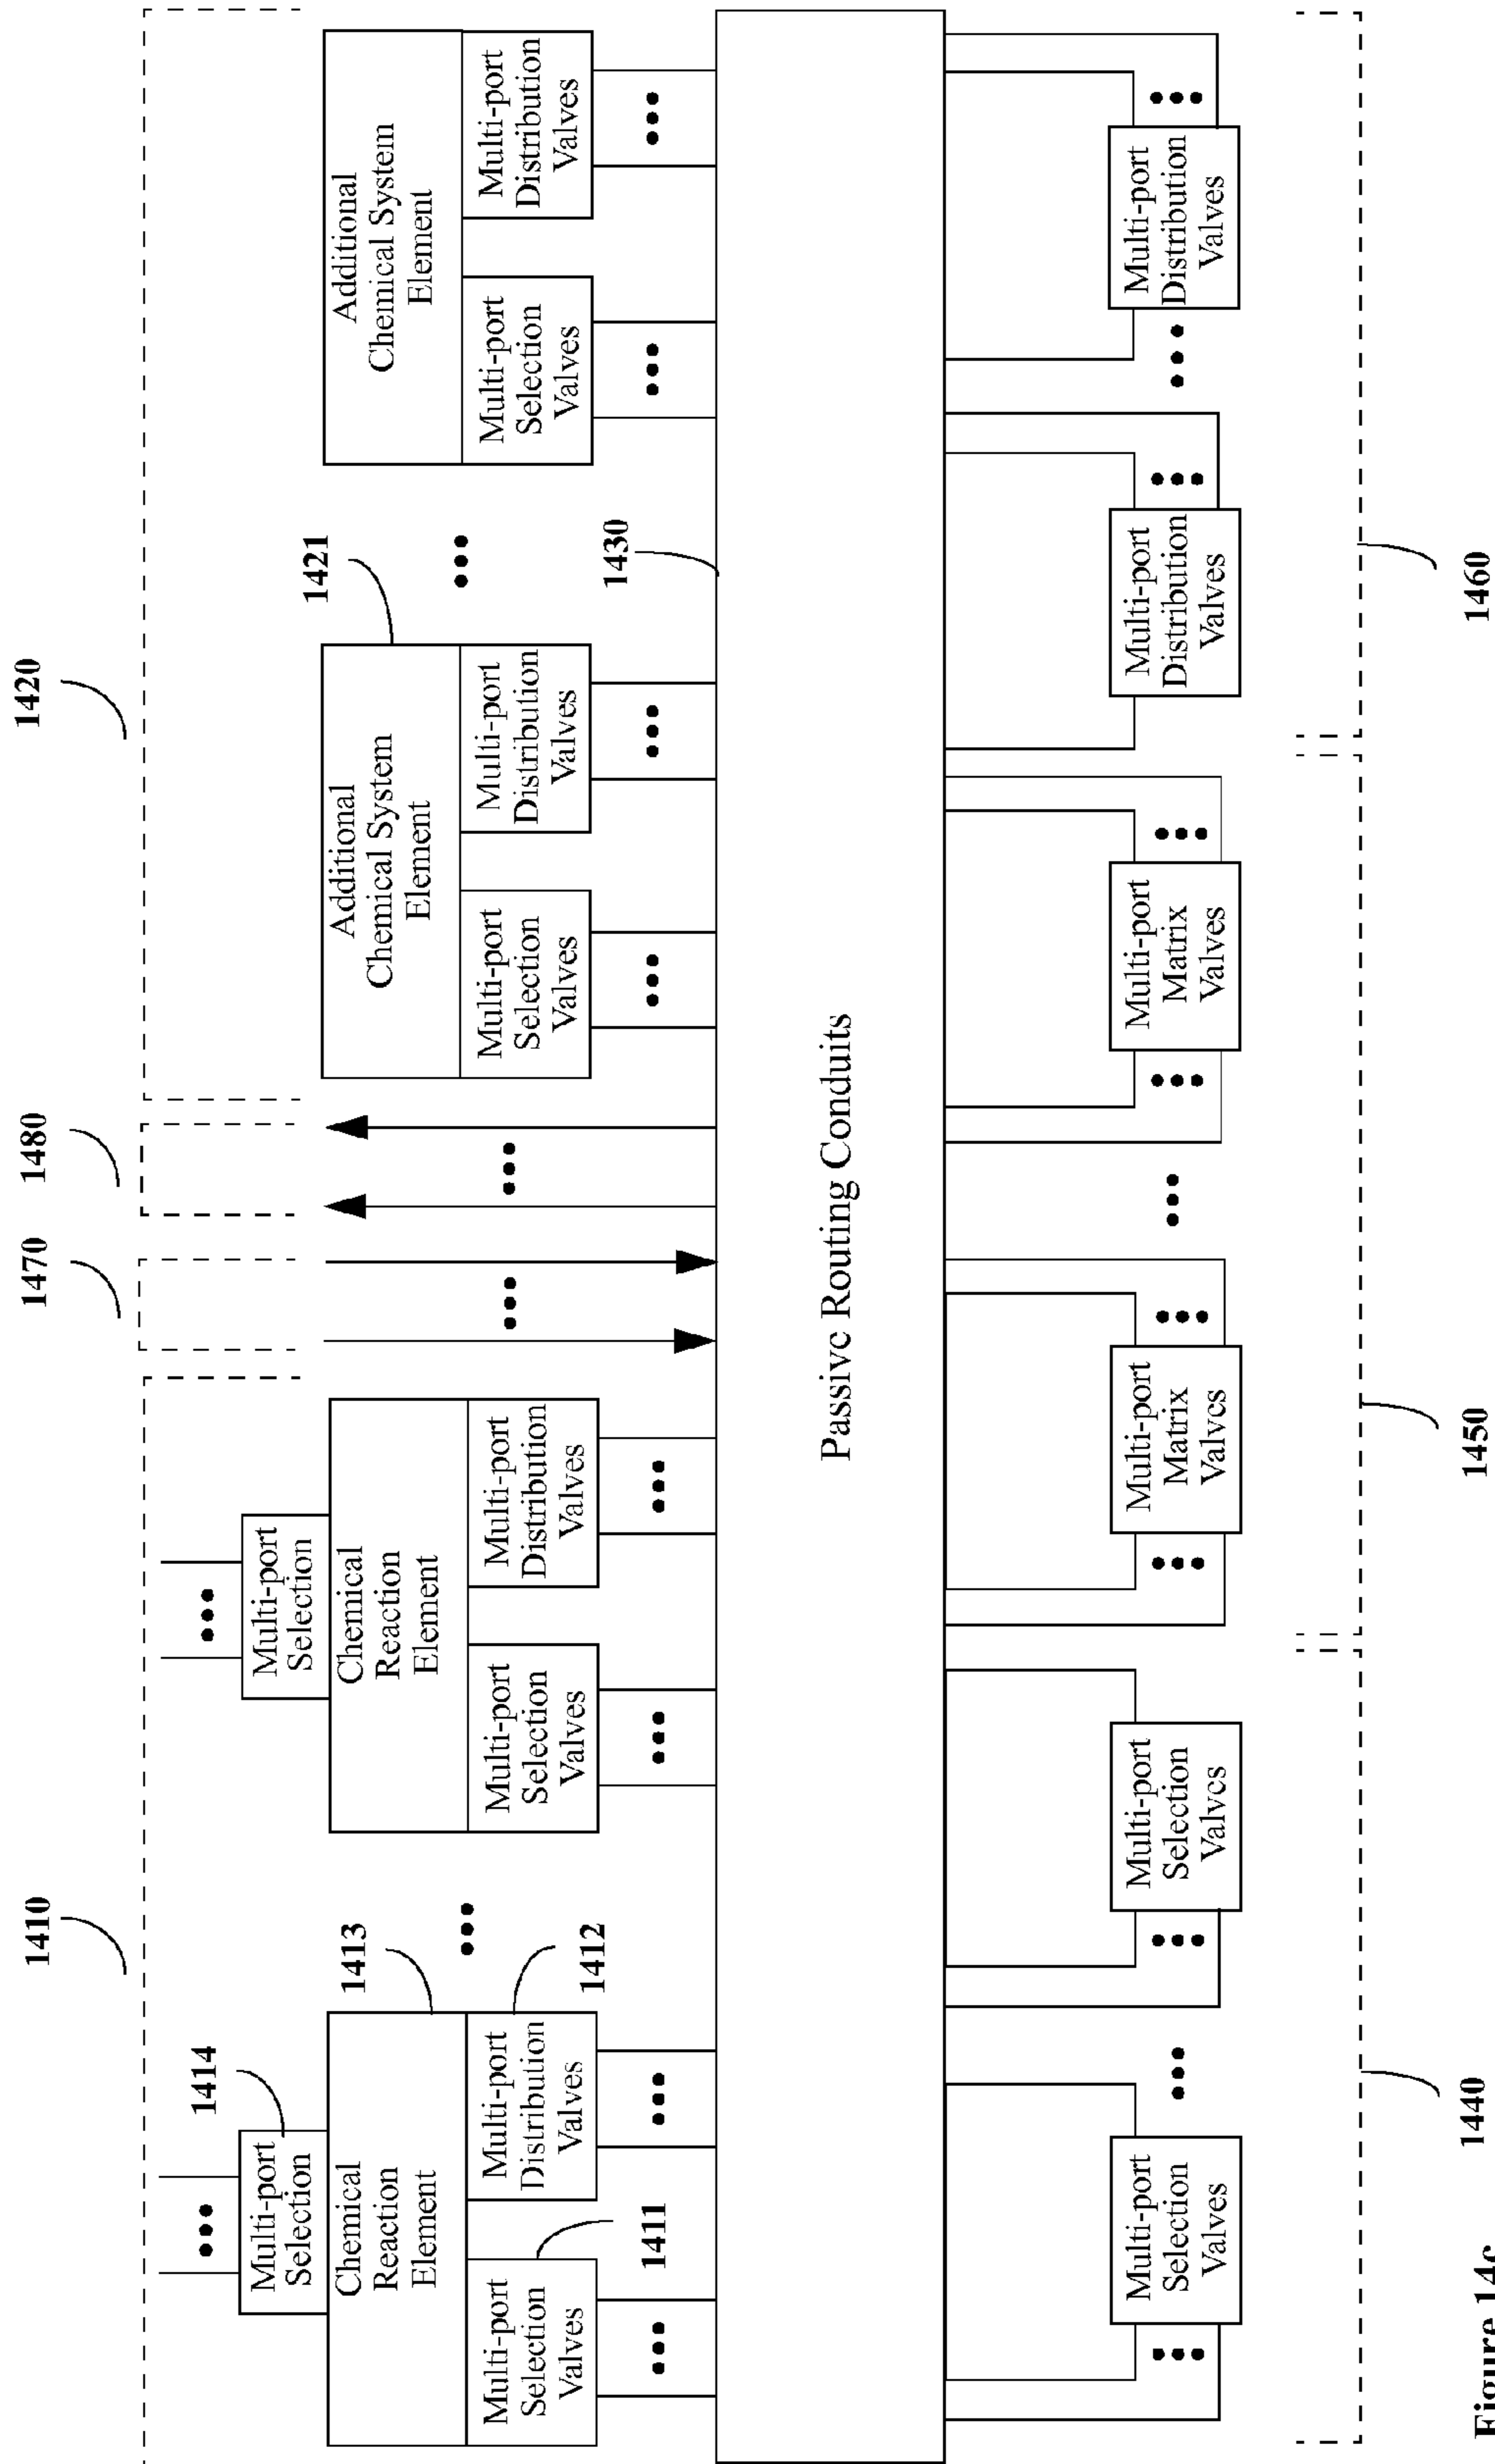 1410
1470
1480
1420
1414
Multi-port
Selection
Multi-port
Selection
1413
1421
Chemical
Reaction
Element
Chemical
Reaction
Element
Additional
Chemical System
Element
Additional
Chemical System
Element
Multi-port
Selection
Valves
Multi-port
Distribution
Valves
1412
Multi-port
Selection
Valves
Multi-port
Distribution
Valves
Multi-port
Selection
Valves
Multi-port
Distribution
Valves
Multi-port
Selection
Valves
Multi-port
Distribution
Valves
1411
1430
Passive Routing Conduits
Multi-port
Selection
Valves
Multi-port
Selection
Valves
Multi-port
Matrix
Valves
Multi-port
Matrix
Valves
Multi-port
Distribution
Valves
Multi-port
Distribution
Valves
1440
1450
1460
Figure 14c